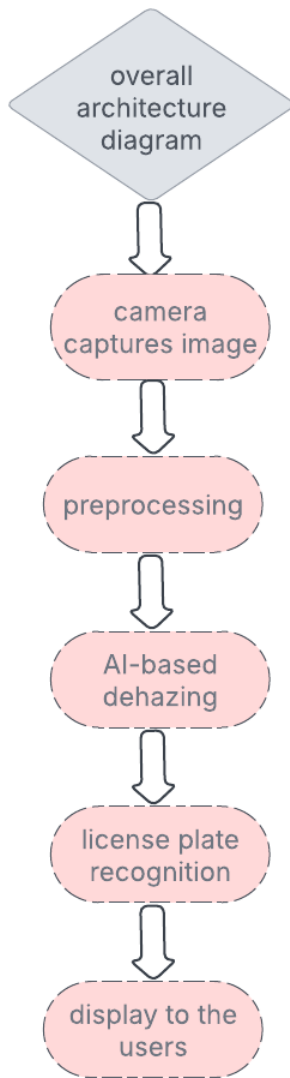 overall
architecture
diagram
camera
captures image
preprocessing
AI-based
dehazing
license plate
recognition
display to the
users